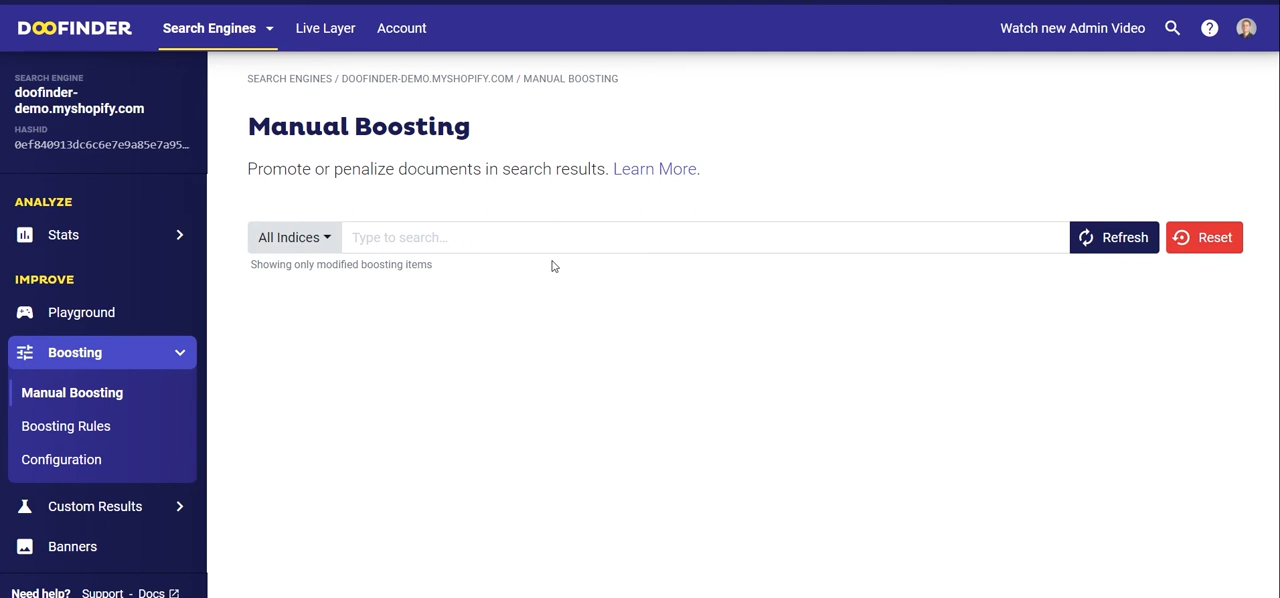 DOOFINDER
Search Engines
Live Layer
Account
Watch new Admin Video
SEARCH ENGINE
doofinder-
demo.myshopify.com
HASHID
0ef840913dc6c6e7e9a85e7a95…
ANALYZE
Stats
IMPROVE
Playground
Boosting
Manual Boosting
Boosting Rules
Configuration
Custom Results
Banners
Need help? Support - Docs
SEARCH ENGINES / DOOFINDER-DEMO.MYSHOPIFY.COM / MANUAL BOOSTING
Manual Boosting
Promote or penalize documents in search results. Learn More.
All Indices
Type to search...
Refresh
Reset
Showing only modified boosting items